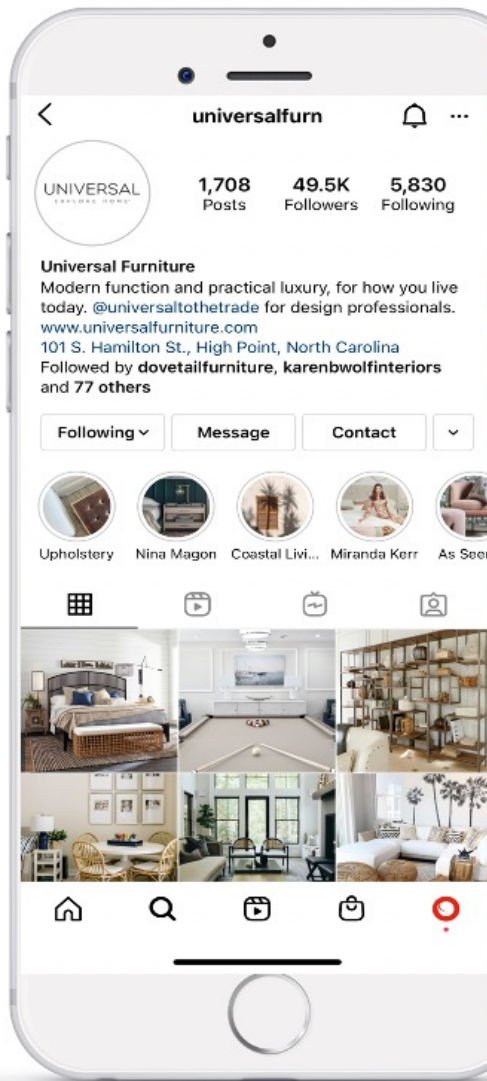 universalfurn
UNIVERSAL
EXPLORE HOME
1,708
49.5K
5,830
Posts
Followers
Following
Universal Furniture
Modern function and practical luxury, for how you live
today. @universaltothetrade for design professionals.
www.universalfurniture.com
101 S. Hamilton St., High Point, North Carolina
Followed by dovetailfurniture, karenbwolfinteriors
and 77 others
Following
Message
Contact
Upholstery
Nina Magon
Coastal Livi...
Miranda Kerr
As Seen